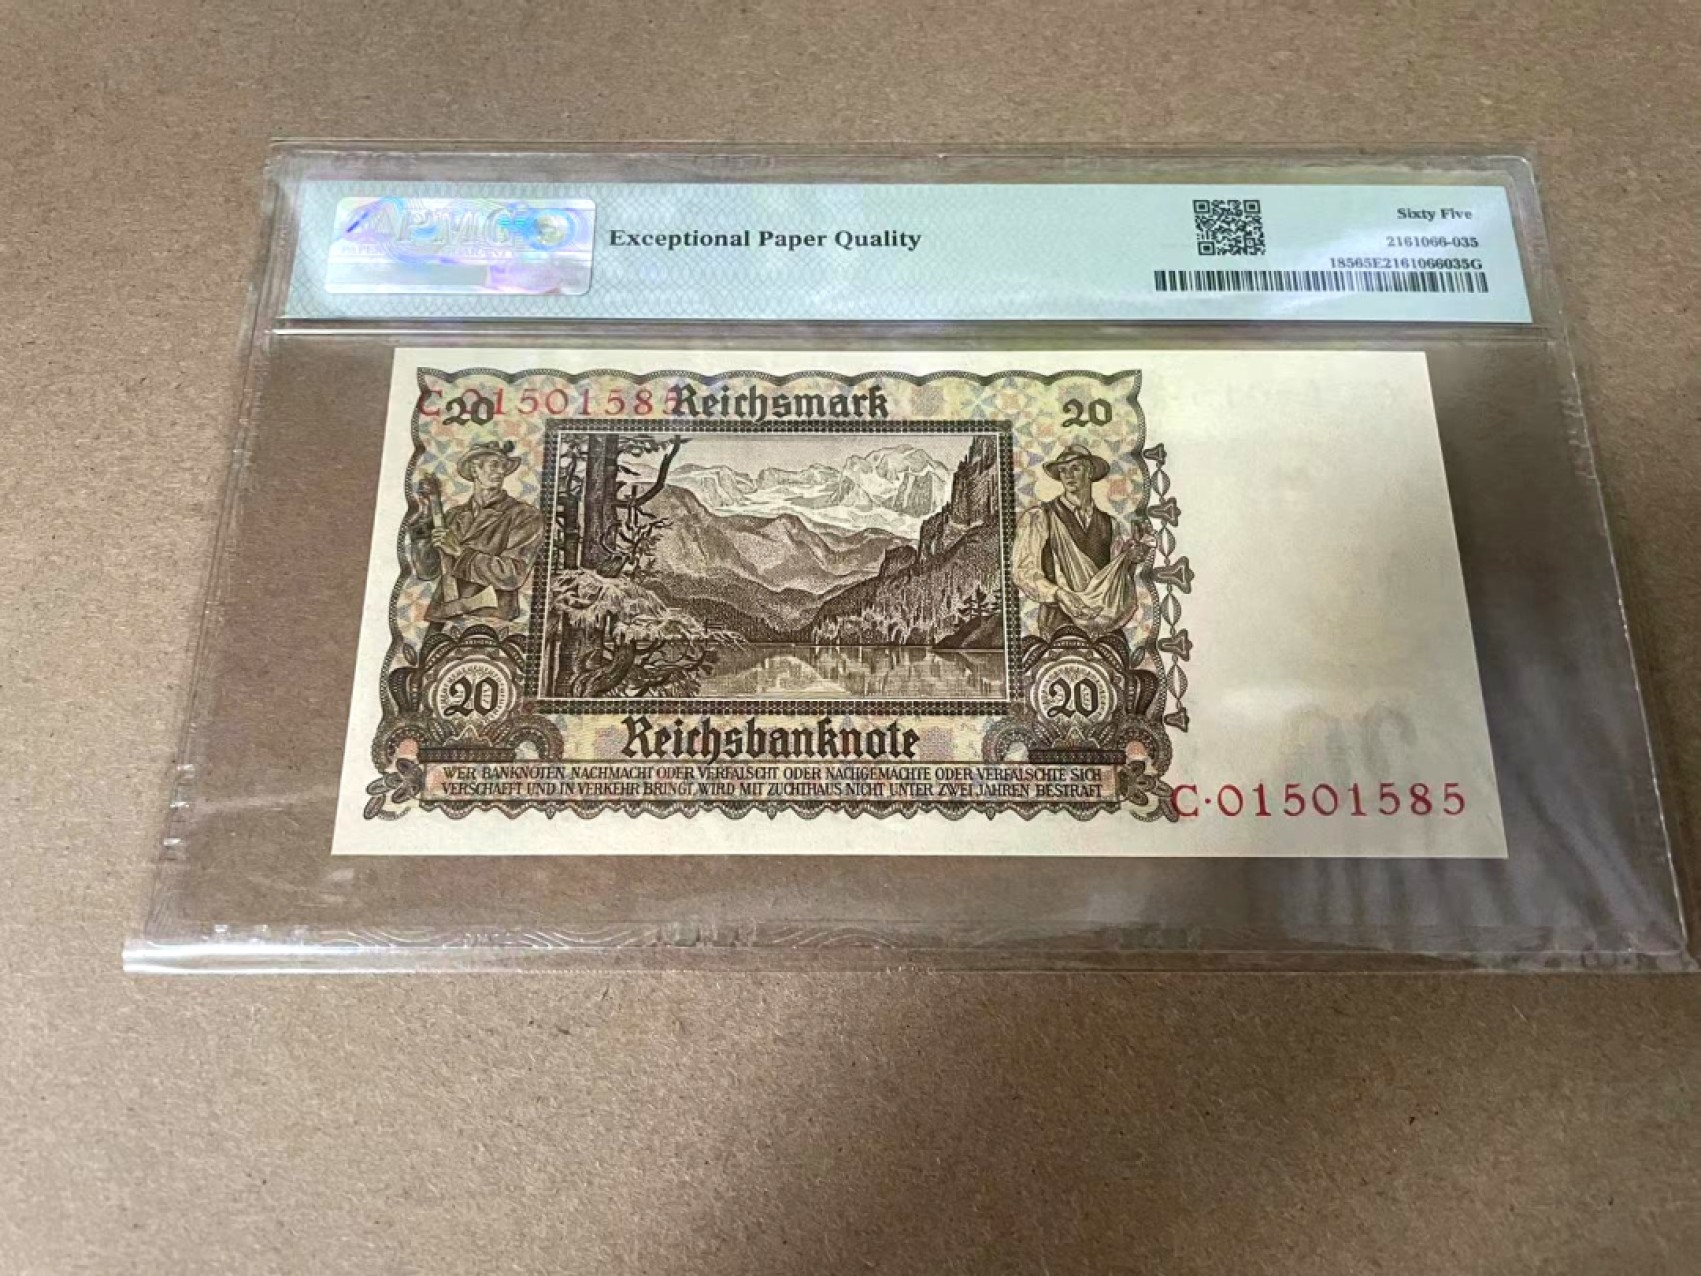 PMG
Exceptional Paper Quality
Sixty Five
2161066-035
18565E2161066035G
C·01501585
20 Reichsmark 20
20 20
Reichsbanknote
WER BANKNOTEN NACHMACHT ODER VERFÄLSCHT ODER NACHGEMACHTE ODER VERFÄLSCHTE SICH
VERSCHAFFT UND IN VERKEHR BRINGT, WIRD MIT ZUCHTHAUS NICHT UNTER ZWEI JAHREN BESTRAFT
C·01501585